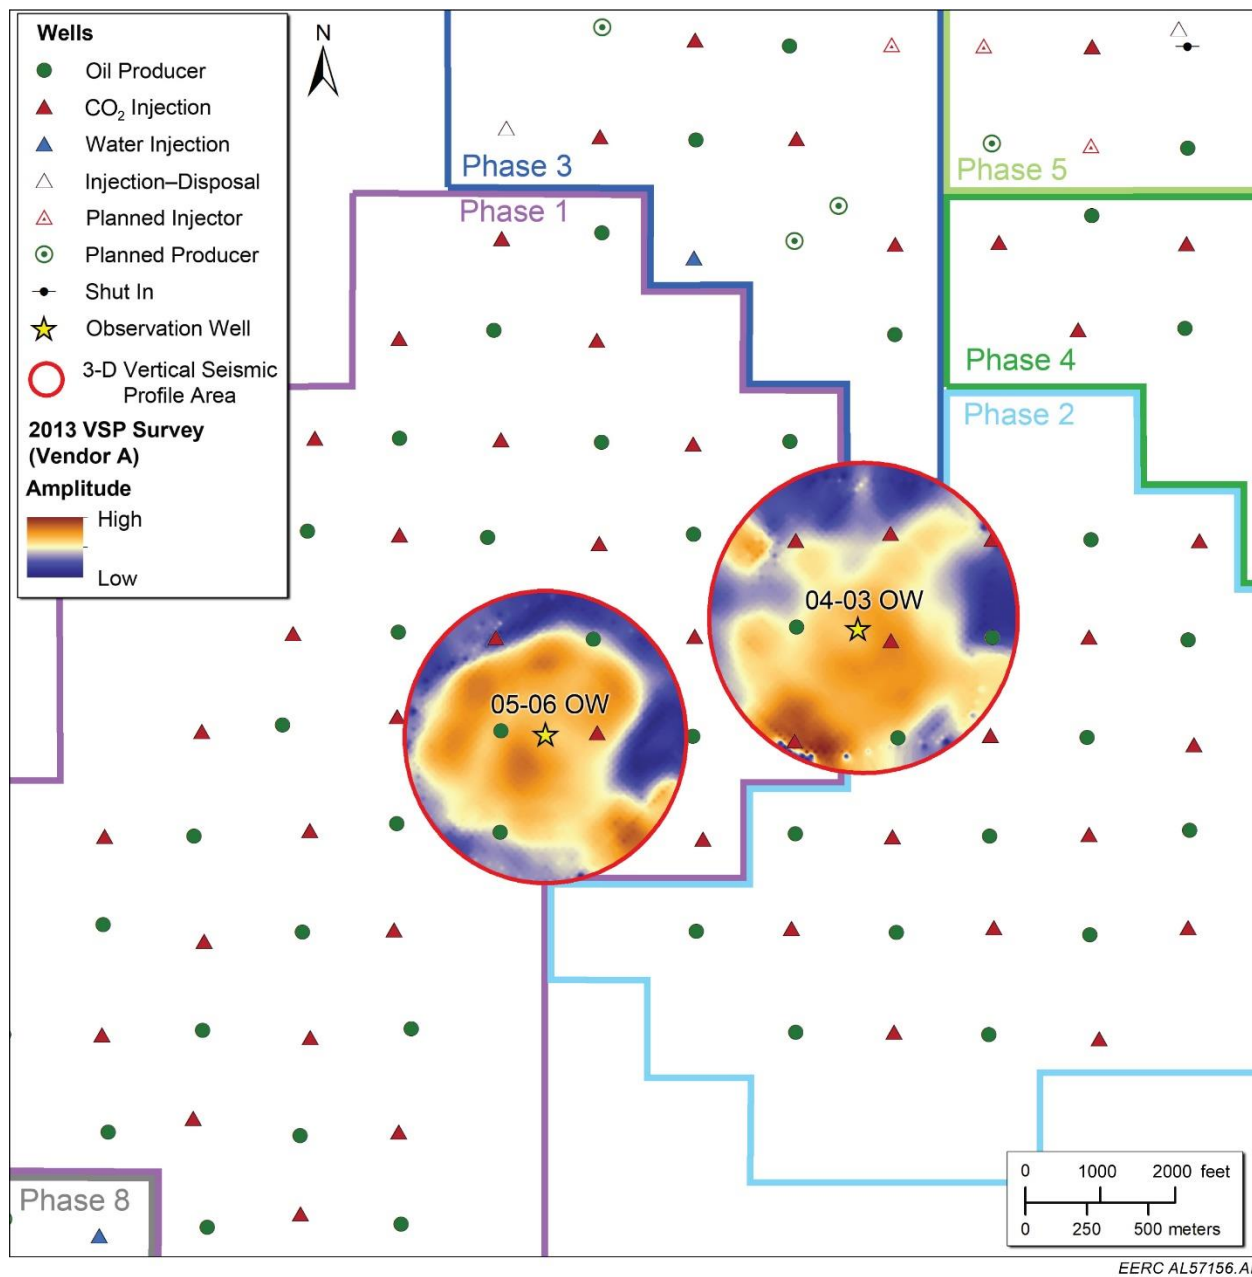 Wells
Oil Producer
CO₂ Injection
Water Injection
Injection–Disposal
Planned Injector
Planned Producer
Shut In
Observation Well
3-D Vertical Seismic
Profile Area
2013 VSP Survey
(Vendor A)
Amplitude
High
Low
N
Phase 3
Phase 1
Phase 5
Phase 4
Phase 2
04-03 OW
05-06 OW
Phase 8
0 1000 2000 feet
0 250 500 meters
EERC AL57156.AI